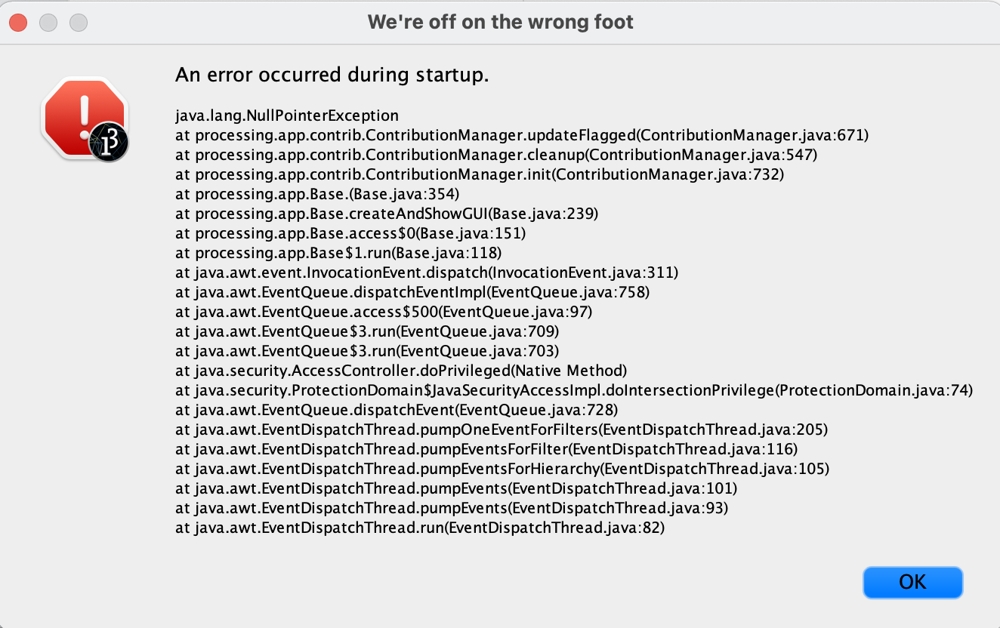 We're off on the wrong foot
An error occurred during startup.
java.lang.NullPointerException
at processing.app.contrib.ContributionManager.updateFlagged(ContributionManager.java:671)
at processing.app.contrib.ContributionManager.cleanup(ContributionManager.java:547)
at processing.app.contrib.ContributionManager.init(ContributionManager.java:732)
at processing.app.Base.(Base.java:354)
at processing.app.Base.createAndShowGUI(Base.java:239)
at processing.app.Base.access$0(Base.java:151)
at processing.app.Base$1.run(Base.java:118)
at java.awt.event.InvocationEvent.dispatch(InvocationEvent.java:311)
at java.awt.EventQueue.dispatchEventImpl(EventQueue.java:758)
at java.awt.EventQueue.access$500(EventQueue.java:97)
at java.awt.EventQueue$3.run(EventQueue.java:709)
at java.awt.EventQueue$3.run(EventQueue.java:703)
at java.security.AccessController.doPrivileged(Native Method)
at java.security.ProtectionDomain$JavaSecurityAccessImpl.doIntersectionPrivilege(ProtectionDomain.java:74)
at java.awt.EventQueue.dispatchEvent(EventQueue.java:728)
at java.awt.EventDispatchThread.pumpOneEventForFilters(EventDispatchThread.java:205)
at java.awt.EventDispatchThread.pumpEventsForFilter(EventDispatchThread.java:116)
at java.awt.EventDispatchThread.pumpEventsForHierarchy(EventDispatchThread.java:105)
at java.awt.EventDispatchThread.pumpEvents(EventDispatchThread.java:101)
at java.awt.EventDispatchThread.pumpEvents(EventDispatchThread.java:93)
at java.awt.EventDispatchThread.run(EventDispatchThread.java:82)
OK